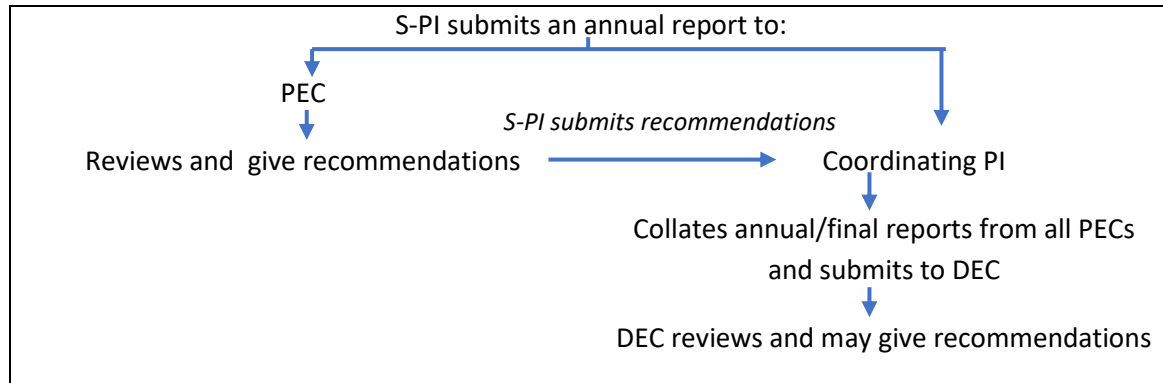 S-PI submits an annual report to:
PEC
S-PI submits recommendations
Reviews and give recommendations
Coordinating PI
Collates annual/final reports from all PECs
and submits to DEC
DEC reviews and may give recommendations